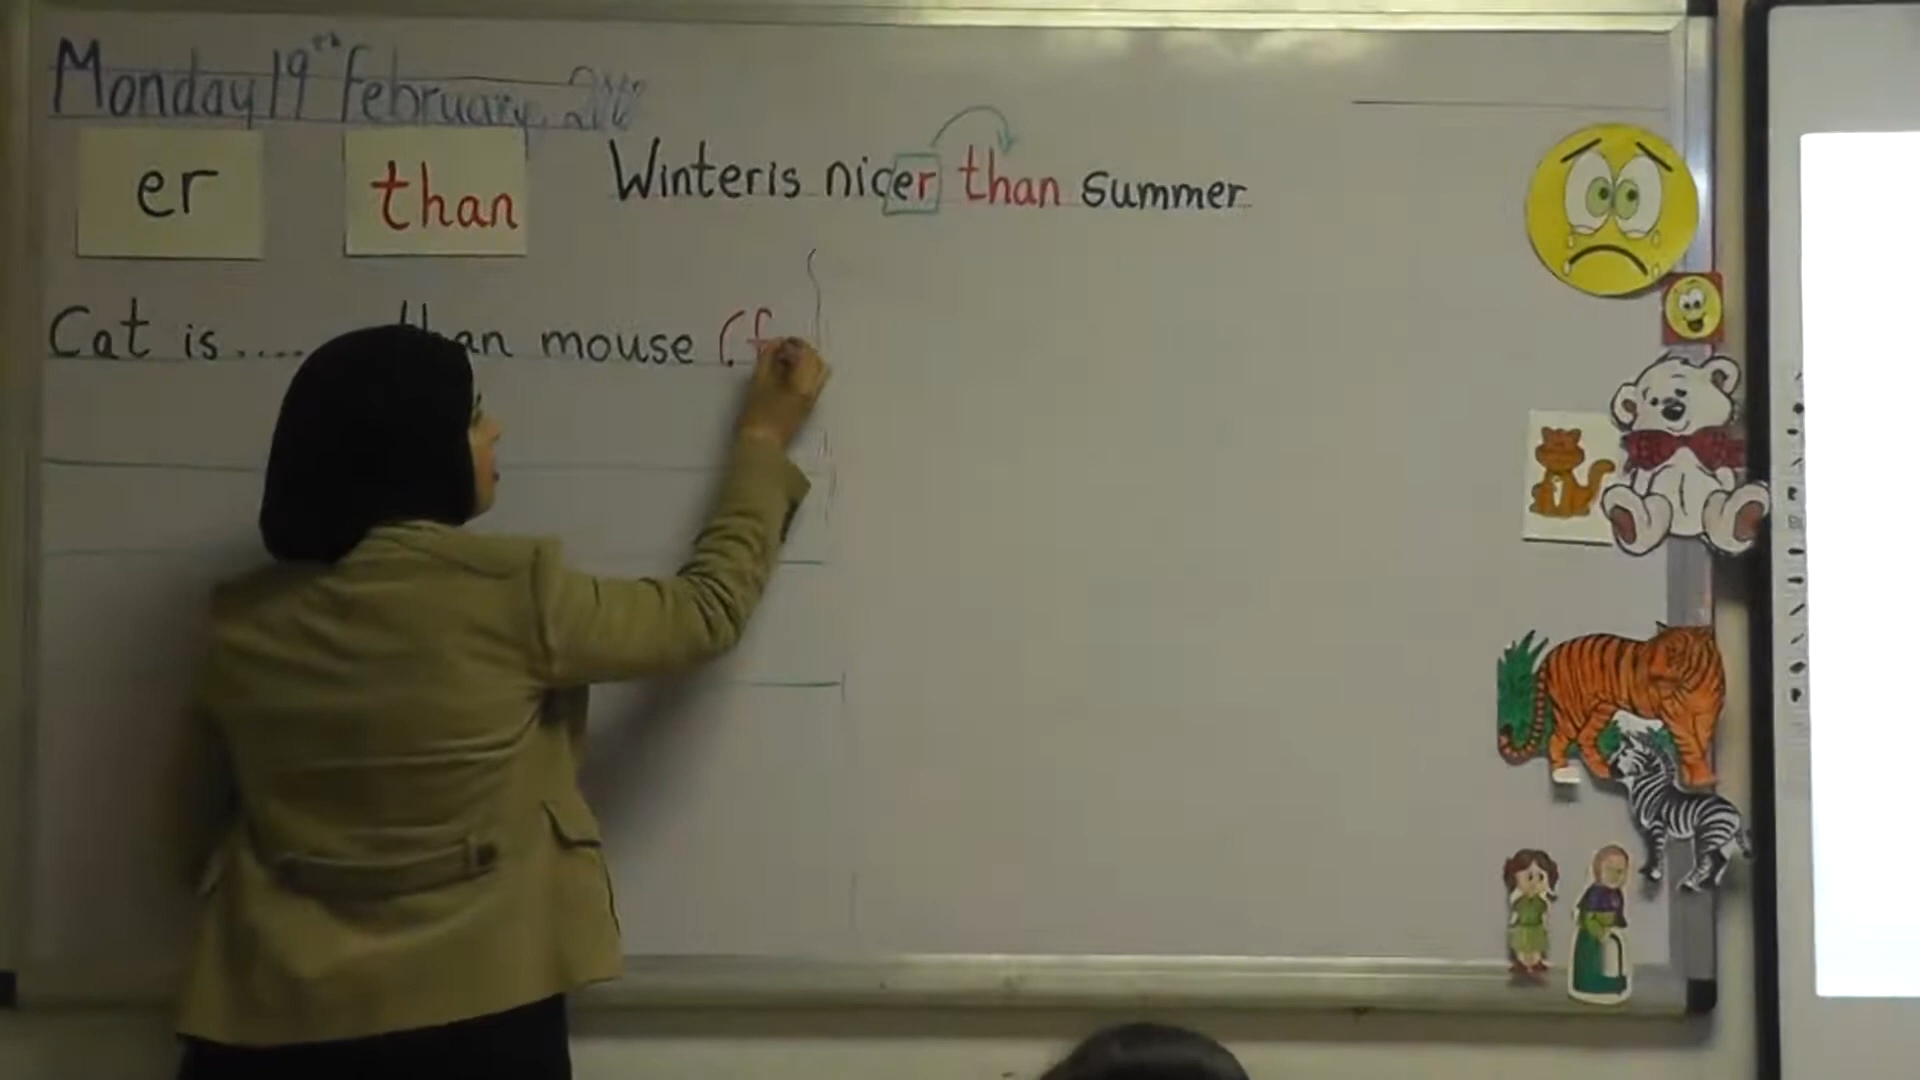 Monday 19th February,
er than
Winter is nicer than summer
Cat is .... than mouse (f